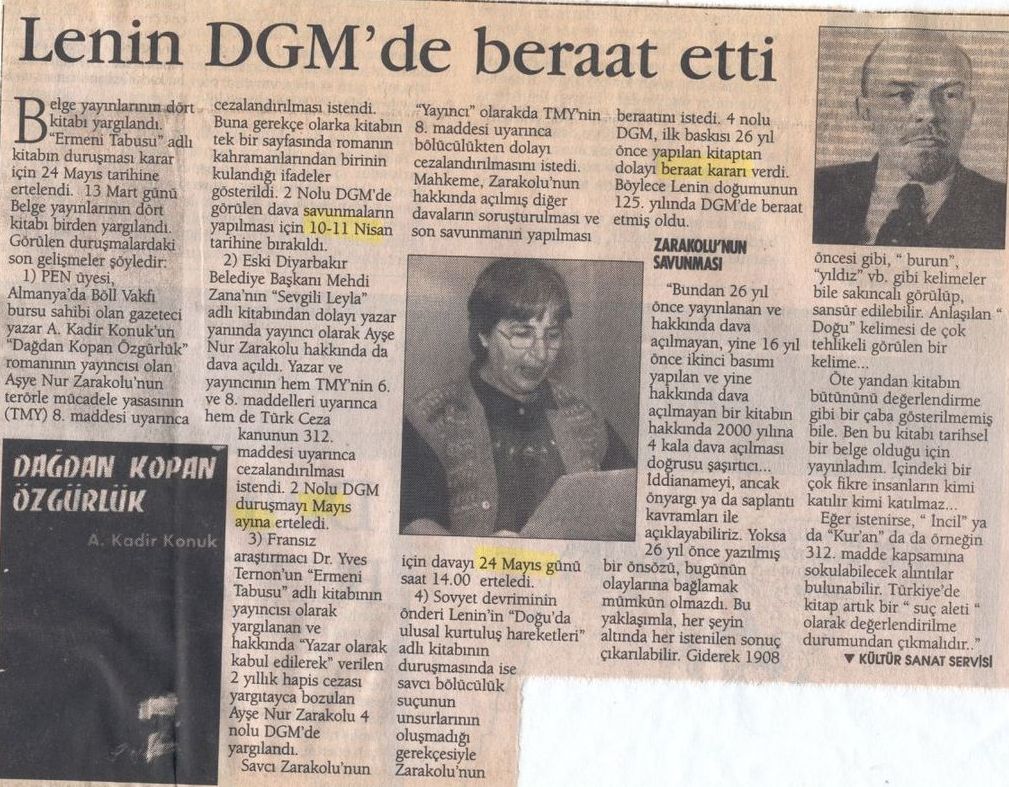 Lenin DGM'de beraat etti
Belge yayınlarının dört
kitabı yargılandı.
"Ermeni Tabusu" adlı
kitabın duruşması karar
için 24 Mayıs tarihine
ertelendi. 13 Mart günü
Belge yayınlarının dört
kitabı birden yargılandı.
Görülen duruşmalardaki
son gelişmeler şöyledir:
1) PEN üyesi,
Almanya'da Böll Vakfı
bursu sahibi olan gazeteci
yazar A. Kadir Konuk'un
"Dağdan Kopan Özgürlük"
romanının yayıncısı olan
Aşye Nur Zarakolu'nun
terörle mücadele yasasının
(TMY) 8. maddesi uyarınca
DAĞDAN KOPAN
ÖZGÜRLÜK
A. Kadir Konuk
cezalandırılması istendi.
Buna gerekçe olarka kitabın
tek bir sayfasında romanın
kahramanlarından birinin
kulandığı ifadeler
gösterildi. 2 Nolu DGM'de
görülen dava savunmaların
yapılması için 10-11 Nisan
tarihine bırakıldı.
2) Eski Diyarbakır
Belediye Başkanı Mehdi
Zana'nın "Sevgili Leyla"
adlı kitabından dolayı yazar
yanında yayıncı olarak Ayşe
Nur Zarakolu hakkında da
dava açıldı. Yazar ve
yayıncının hem TMY'nin 6.
ve 8. maddelleri uyarınca
hem de Türk Ceza
kanunun 312.
maddesi uyarınca
cezalandırılması
istendi. 2 Nolu DGM
duruşmayı Mayıs
ayına erteledi.
3) Fransız
araştırmacı Dr. Yves
Ternon'un "Ermeni
Tabusu" adlı kitabının
yayıncısı olarak
yargılanan ve
hakkında "Yazar olarak
kabul edilerek" verilen
2 yıllık hapis cezası
yargıtayca bozulan
Ayşe Nur Zarakolu 4
nolu DGM'de
yargılandı.
Savcı Zarakolu'nun
"Yayıncı" olarakda TMY'nin
8. maddesi uyarınca
bölücülükten dolayı
cezalandırılmasını istedi.
Mahkeme, Zarakolu'nun
hakkında açılmış diğer
davaların soruşturulması ve
son savunmanın yapılması
için davayı 24 Mayıs günü
saat 14.00 erteledi.
4) Sovyet devriminin
önderi Lenin'in "Doğu'da
ulusal kurtuluş hareketleri"
adlı kitabının
duruşmasında ise
savcı bölücülük
suçunun
unsurlarının
oluşmadığı
gerekçesiyle
Zarakolu'nun
beraatını istedi. 4 nolu
DGM, ilk baskısı 26 yıl
önce yapılan kitaptan
dolayı beraat kararı verdi.
Böylece Lenin doğumunun
125. yılında DGM'de beraat
etmiş oldu.
ZARAKOLU'NUN
SAVUNMASI
"Bundan 26 yıl
önce yayınlanan ve
hakkında dava
açılmayan, yine 16 yıl
önce ikinci basımı
yapılan ve yine
hakkında dava
açılmayan bir kitabın
hakkında 2000 yılına
4 kala dava açılması
doğrusu şaşırtıcı...
İddianameyi, ancak
önyargı ya da saplantı
kavramları ile
açıklayabiliriz. Yoksa
26 yıl önce yazılmış
bir önsözü, bugünün
olaylarına bağlamak
mümkün olmazdı. Bu
yaklaşımla, her şeyin
altında her istenilen sonuç
çıkarılabilir. Giderek 1908
öncesi gibi, " burun",
"yıldız" vb. gibi kelimeler
bile sakıncalı görülüp,
sansür edilebilir. Anlaşılan "
Doğu" kelimesi de çok
tehlikeli görülen bir
kelime...
Öte yandan kitabın
bütününü değerlendirme
gibi bir çaba gösterilmemiş
bile. Ben bu kitabı tarihsel
bir belge olduğu için
yayınladım. İçindeki bir
çok fikre insanların kimi
katılır kimi katılmaz...
Eğer istenirse, " İncil" ya
da "Kur'an" da da örneğin
312. madde kapsamına
sokulabilecek alıntılar
bulunabilir. Türkiye'de
kitap artık bir " suç aleti "
olarak değerlendirilme
durumundan çıkmalıdır.."
▼ KÜLTÜR SANAT SERVİSİ